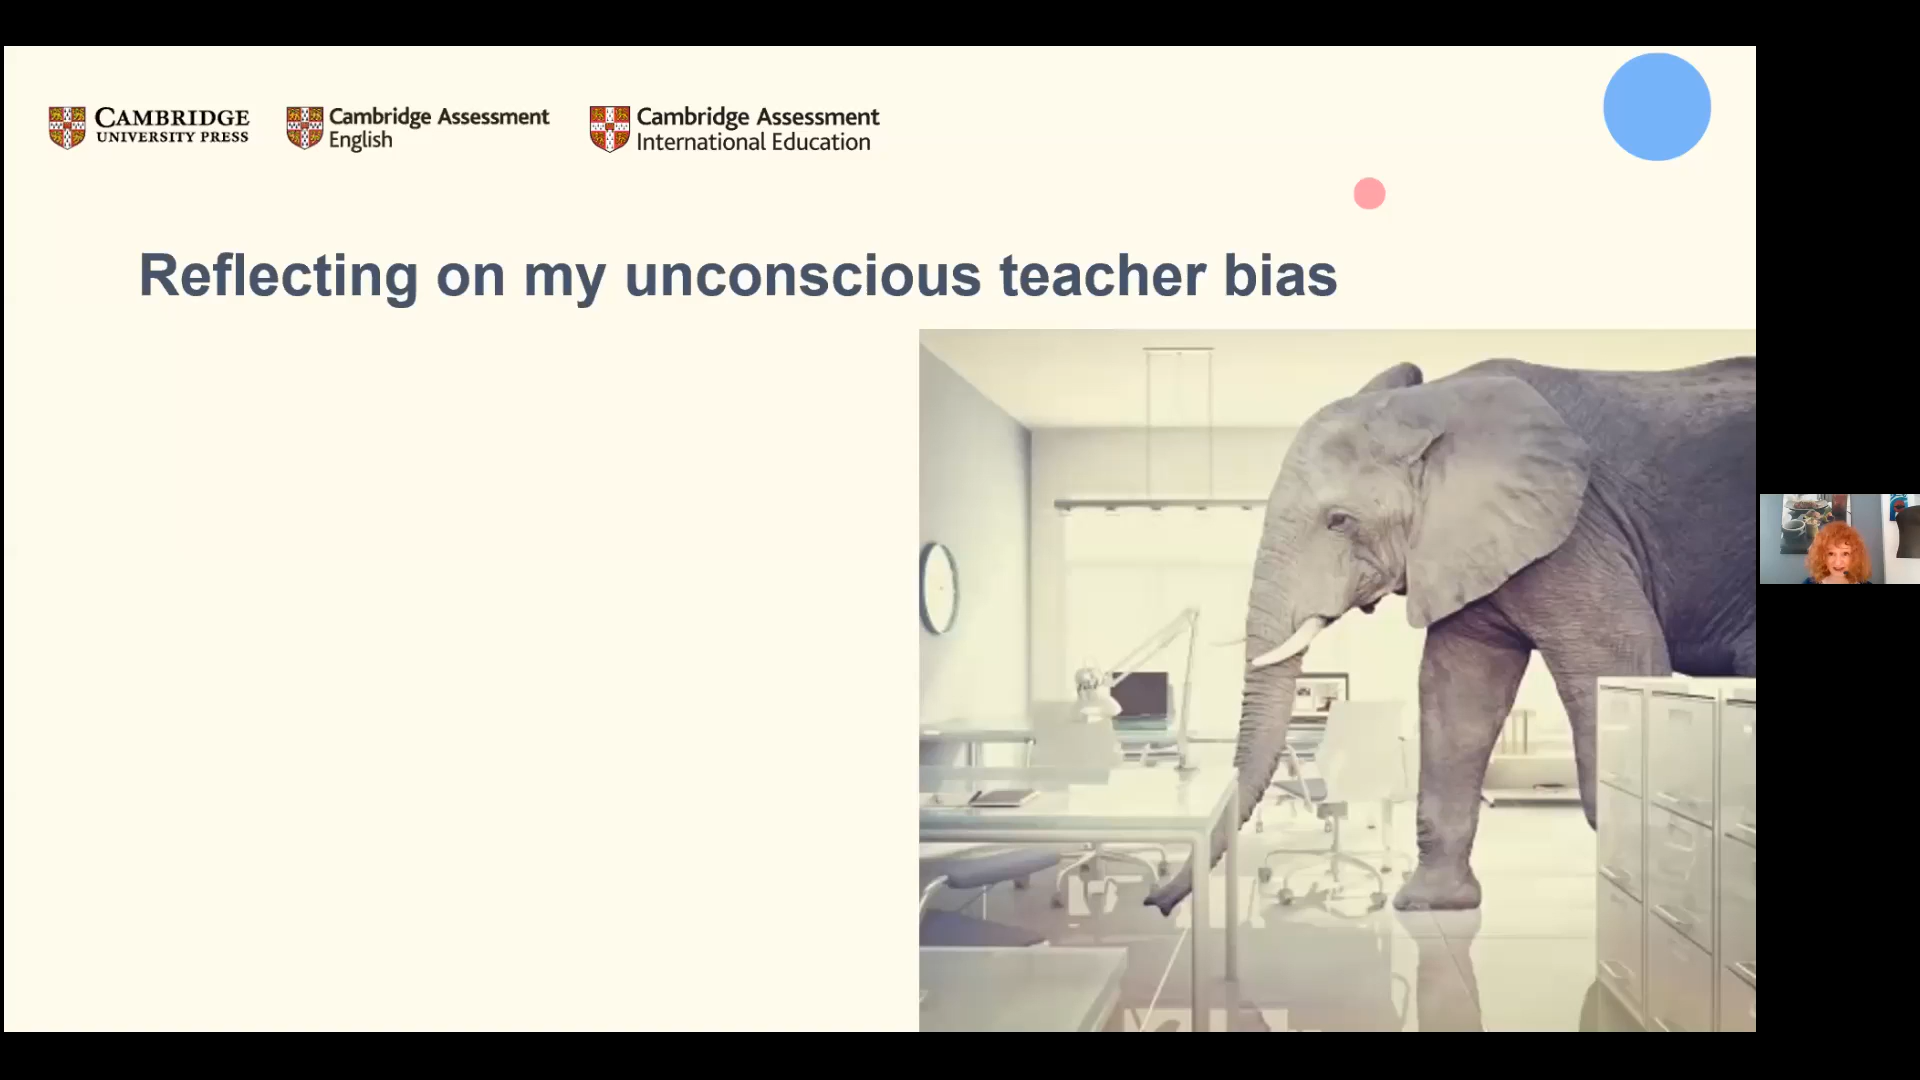 CAMBRIDGE
UNIVERSITY PRESS
Cambridge Assessment
English
Cambridge Assessment
International Education
Reflecting on my unconscious teacher bias